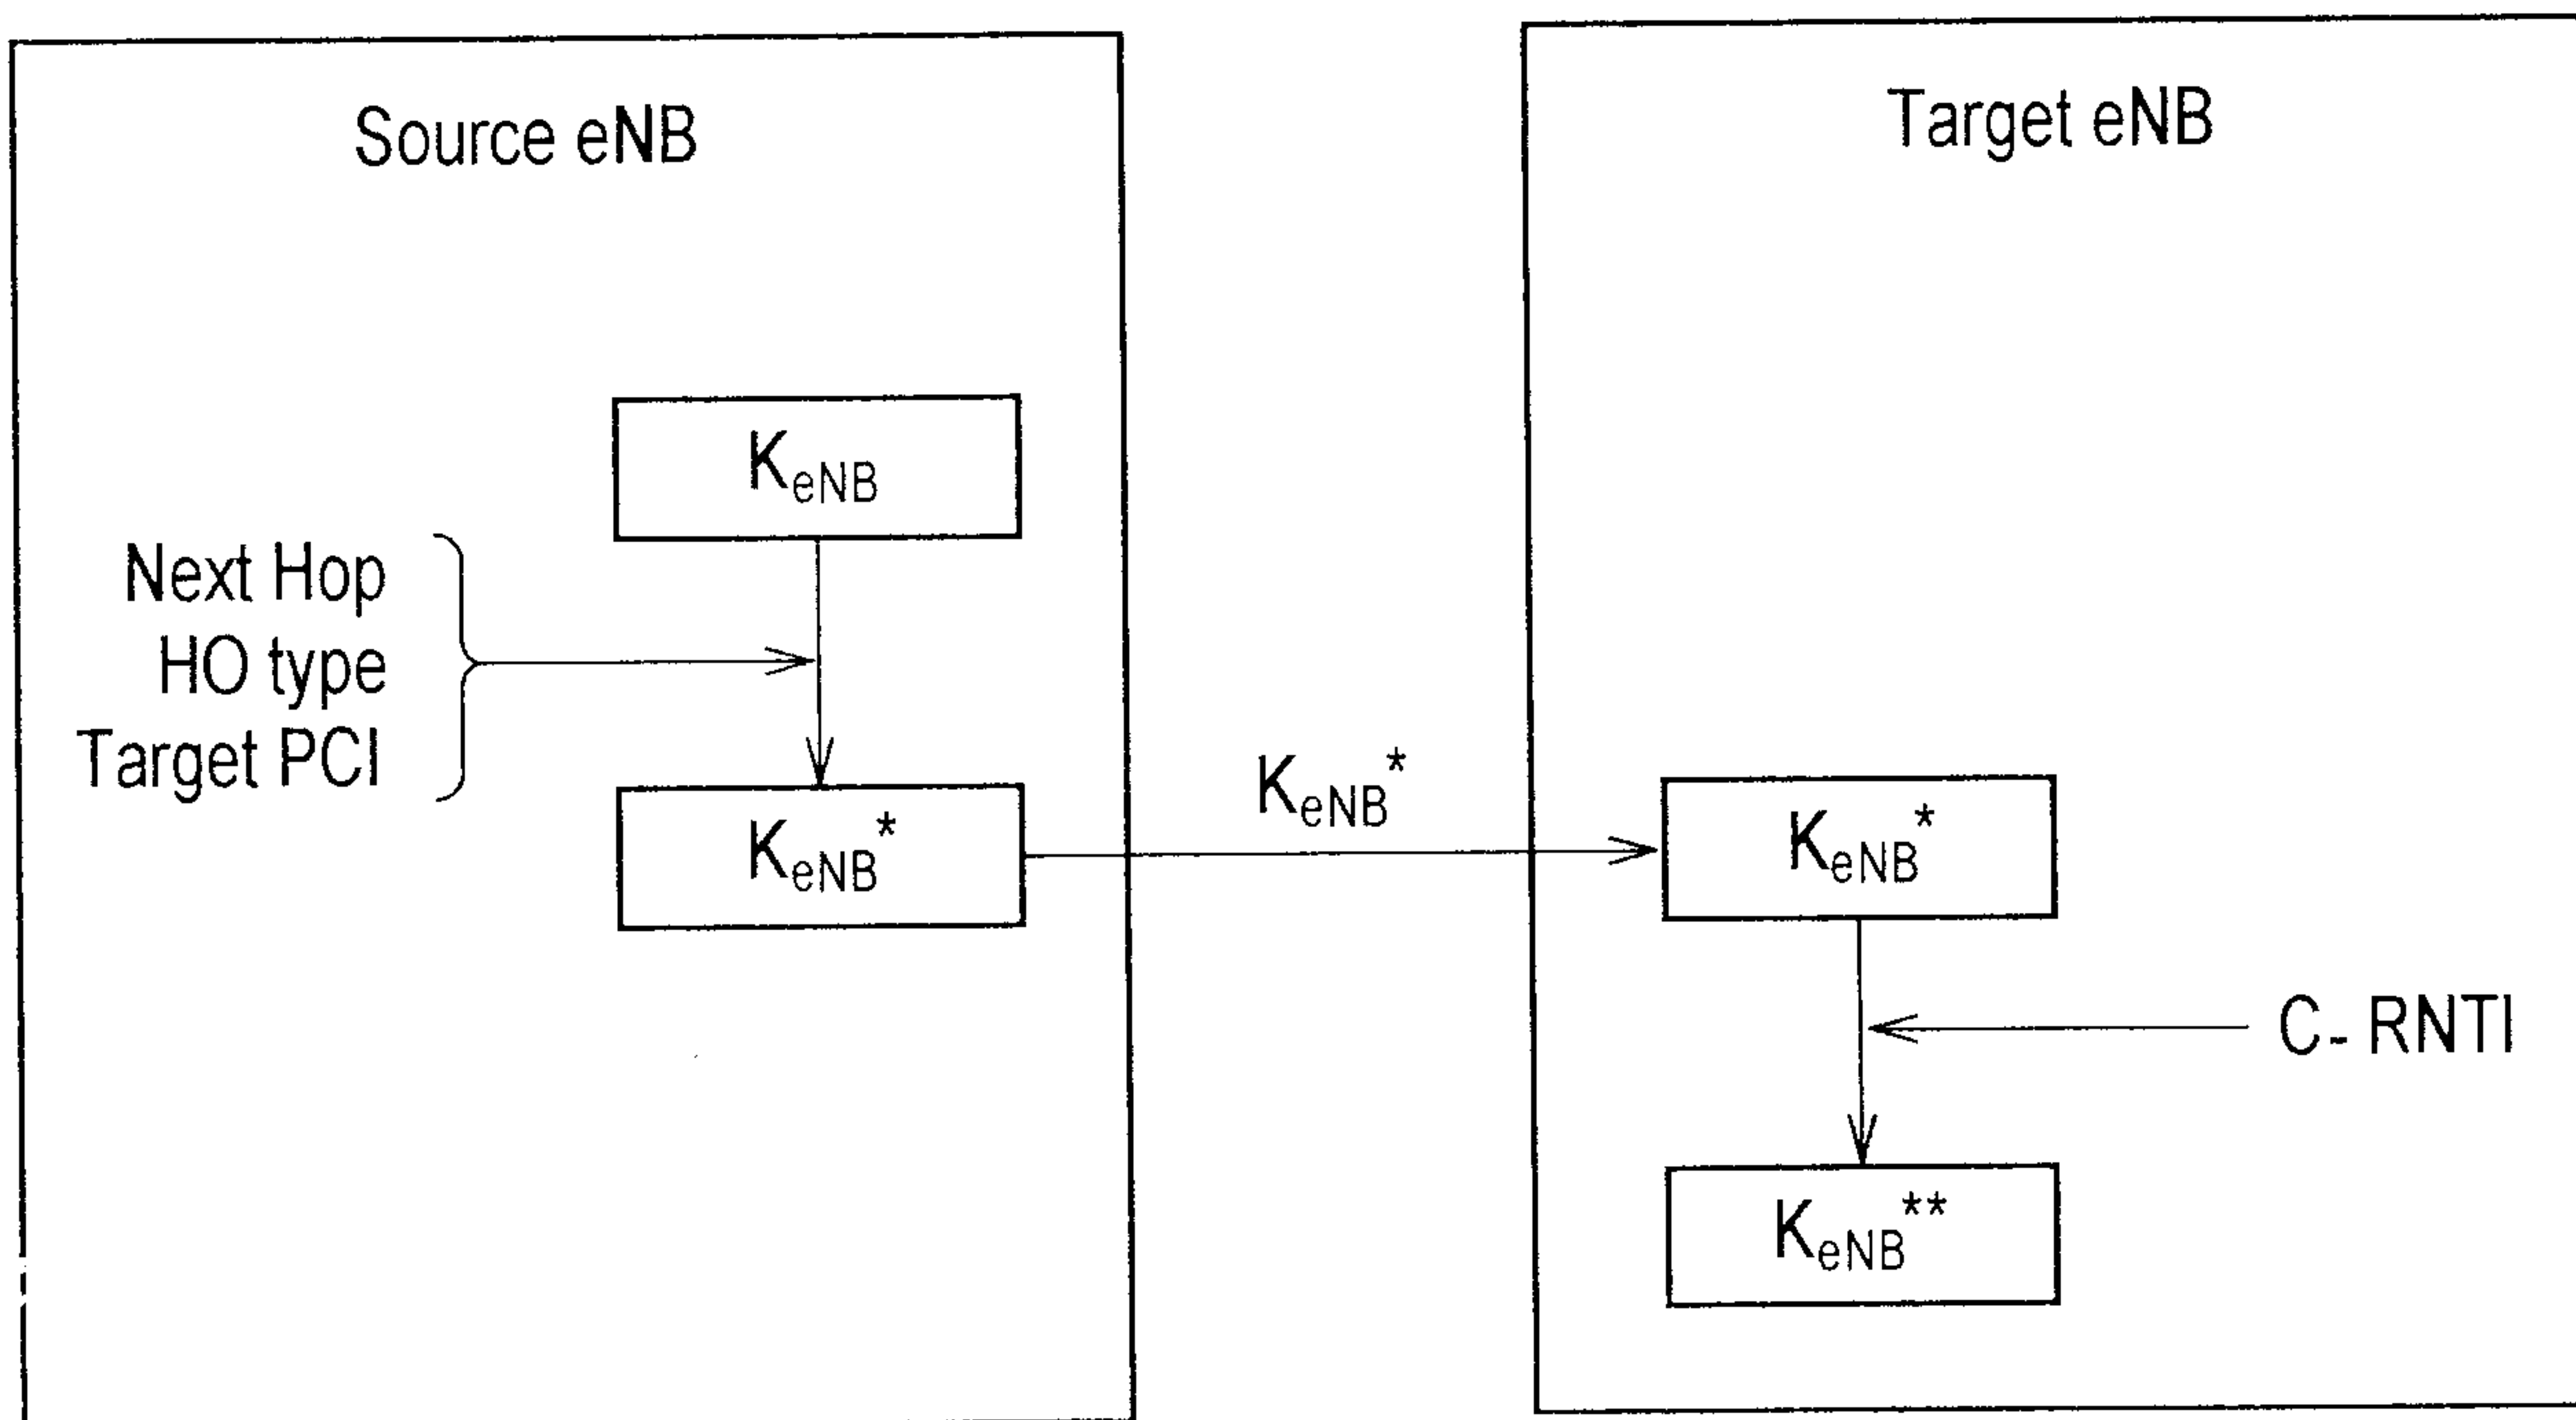 Source eNB
Target eNB
KeNB
Next Hop
HO type
Target PCI
KeNB*
KeNB*
KeNB*
C- RNTI
KeNB**